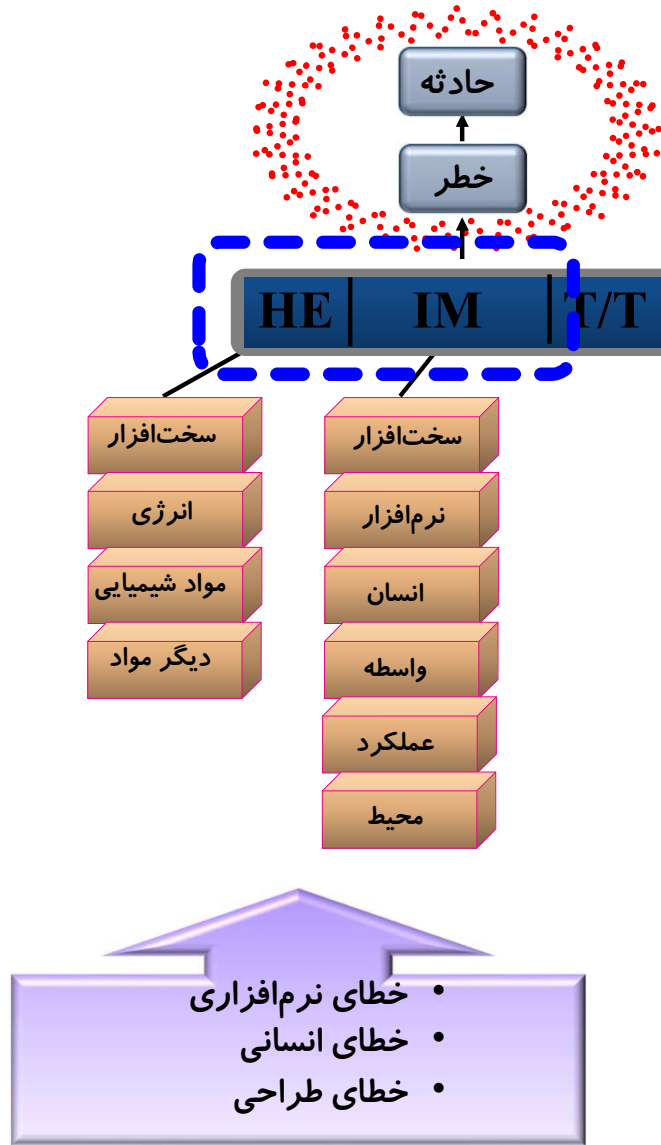 حادثه
خطر
HE | IM | T/T
سخت‌افزار
انرژی
مواد شیمیایی
دیگر مواد
سخت‌افزار
نرم‌افزار
انسان
واسطه
عملکرد
محیط
• خطای نرم‌افزاری
• خطای انسانی
• خطای طراحی